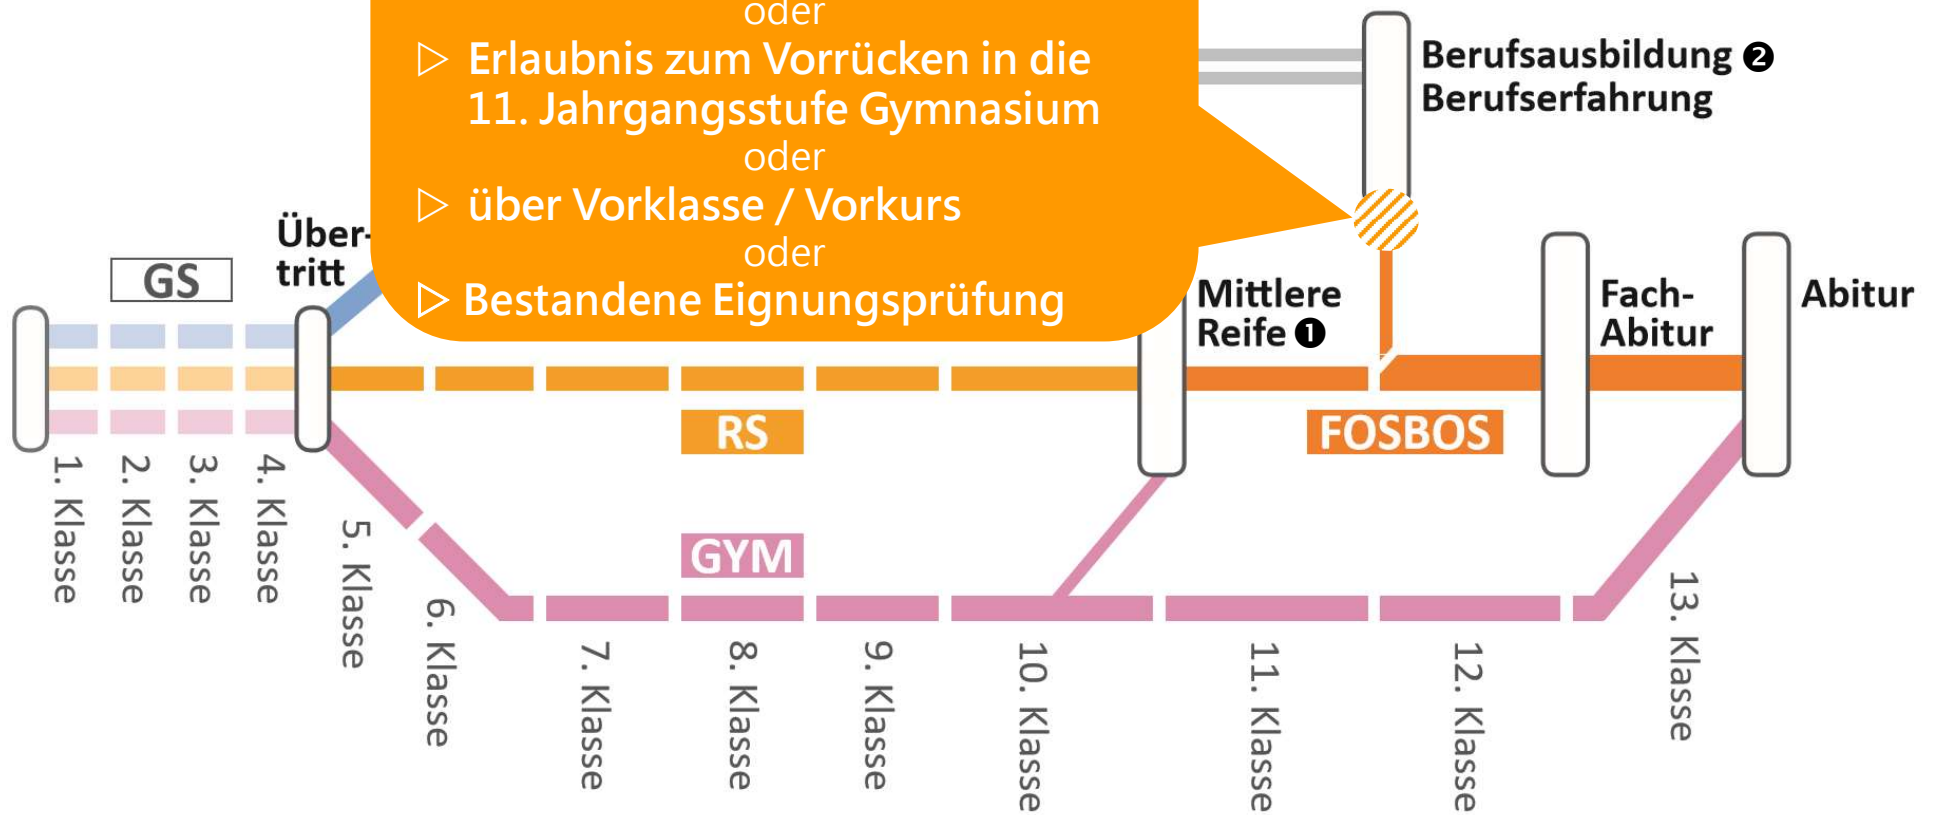 oder
▷ Erlaubnis zum Vorrücken in die
11. Jahrgangsstufe Gymnasium
oder
▷ über Vorklasse / Vorkurs
oder
▷ Bestandene Eignungsprüfung
Berufsausbildung ❷
Berufserfahrung
Über-
tritt
GS
Mittlere
Reife ❶
Fach-
Abitur
Abitur
RS
FOSBOS
GYM
1. Klasse
2. Klasse
3. Klasse
4. Klasse
5. Klasse
6. Klasse
7. Klasse
8. Klasse
9. Klasse
10. Klasse
11. Klasse
12. Klasse
13. Klasse